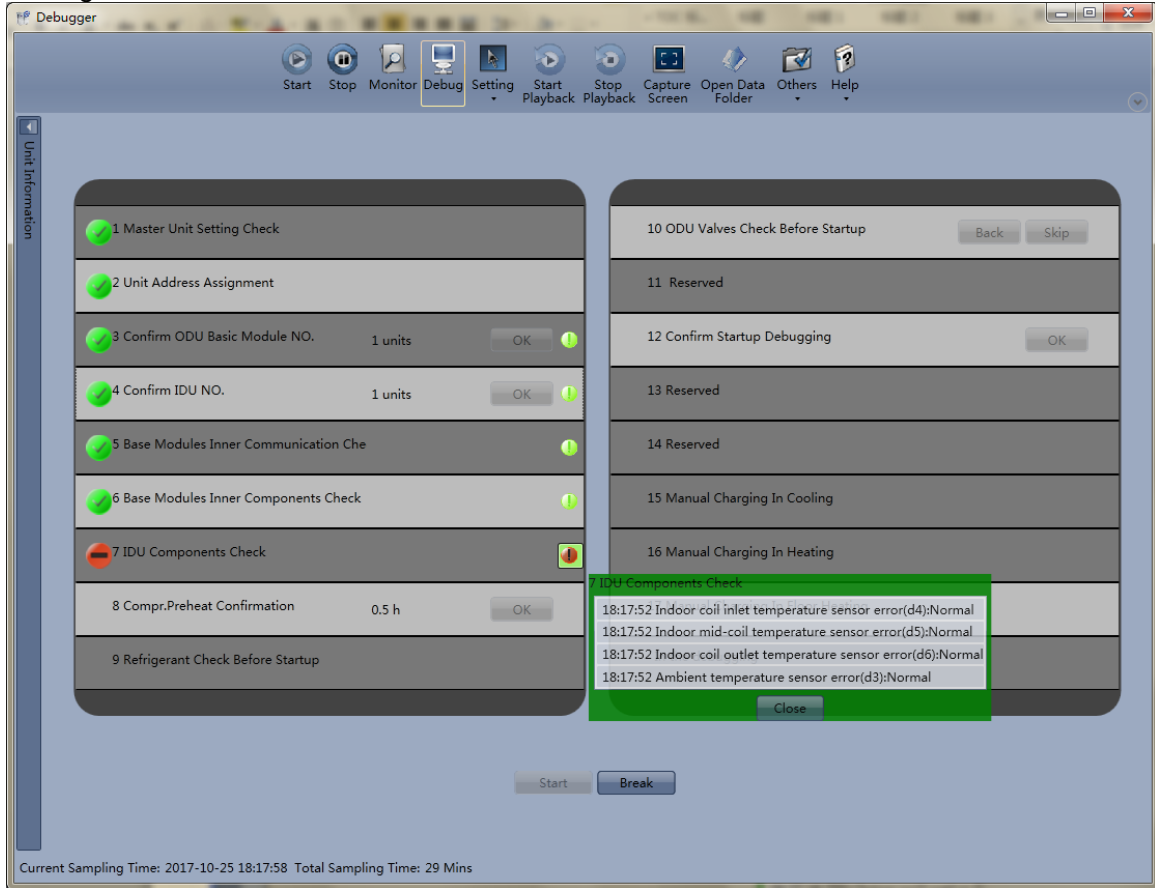 Debugger
Start Stop Monitor Debug Setting Start Playback Stop Playback Capture Screen Open Data Folder Others Help
Unit Information
1 Master Unit Setting Check
2 Unit Address Assignment
3 Confirm ODU Basic Module NO. 1 units OK
4 Confirm IDU NO. 1 units OK
5 Base Modules Inner Communication Che
6 Base Modules Inner Components Check
7 IDU Components Check
8 Compr.Preheat Confirmation 0.5 h OK
9 Refrigerant Check Before Startup
10 ODU Valves Check Before Startup Back Skip
11 Reserved
12 Confirm Startup Debugging OK
13 Reserved
14 Reserved
15 Manual Charging In Cooling
16 Manual Charging In Heating
7 IDU Components Check
18:17:52 Indoor coil inlet temperature sensor error(d4):Normal
18:17:52 Indoor mid-coil temperature sensor error(d5):Normal
18:17:52 Indoor coil outlet temperature sensor error(d6):Normal
18:17:52 Ambient temperature sensor error(d3):Normal
Close
Start Break
Current Sampling Time: 2017-10-25 18:17:58 Total Sampling Time: 29 Mins